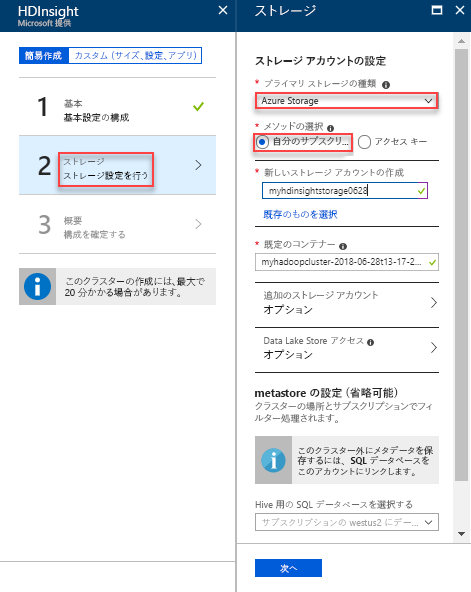 HDInsight
Microsoft 提供
簡易作成
カスタム (サイズ、設定、アプリ)
1
基本
基本設定の構成
2
ストレージ
ストレージ設定を行う
3
概要
構成を確定する
このクラスターの作成には、最大で
20 分かかる場合があります。
ストレージ
ストレージ アカウントの設定
* プライマリ ストレージの種類
Azure Storage
* メソッドの選択
自分のサブスクリ...
アクセス キー
* 新しいストレージ アカウントの作成
myhdinsightstorage0628
既存のものを選択
* 既定のコンテナー
myhadoopcluster-2018-06-28t13-17-2...
追加のストレージ アカウント
オプション
Data Lake Store アクセス
オプション
metastore の設定 (省略可能)
クラスターの場所とサブスクリプションでフィ
ルター処理されます。
このクラスター外にメタデータを保
存するには、SQL データベースを
このアカウントにリンクします。
Hive 用の SQL データベースを選択する
サブスクリプションの westus2 にデー...
次へ